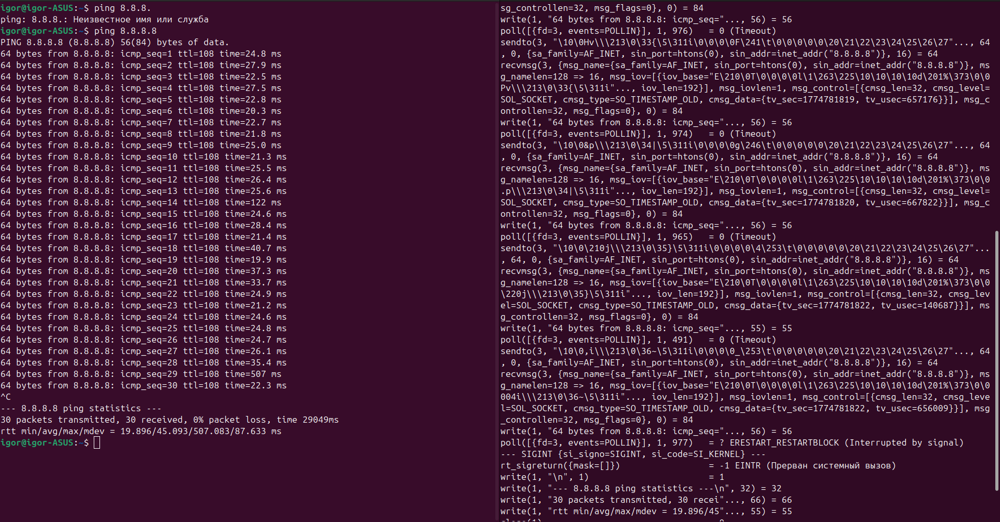 igor@igor-ASUS:~$ ping 8.8.8.
ping: 8.8.8.: Неизвестное имя или служба
igor@igor-ASUS:~$ ping 8.8.8.8
PING 8.8.8.8 (8.8.8.8) 56(84) bytes of data.
64 bytes from 8.8.8.8: icmp_seq=1 ttl=108 time=24.8 ms
64 bytes from 8.8.8.8: icmp_seq=2 ttl=108 time=27.9 ms
64 bytes from 8.8.8.8: icmp_seq=3 ttl=108 time=22.5 ms
64 bytes from 8.8.8.8: icmp_seq=4 ttl=108 time=27.5 ms
64 bytes from 8.8.8.8: icmp_seq=5 ttl=108 time=22.8 ms
64 bytes from 8.8.8.8: icmp_seq=6 ttl=108 time=20.3 ms
64 bytes from 8.8.8.8: icmp_seq=7 ttl=108 time=22.7 ms
64 bytes from 8.8.8.8: icmp_seq=8 ttl=108 time=21.8 ms
64 bytes from 8.8.8.8: icmp_seq=9 ttl=108 time=25.0 ms
64 bytes from 8.8.8.8: icmp_seq=10 ttl=108 time=21.3 ms
64 bytes from 8.8.8.8: icmp_seq=11 ttl=108 time=25.5 ms
64 bytes from 8.8.8.8: icmp_seq=12 ttl=108 time=26.4 ms
64 bytes from 8.8.8.8: icmp_seq=13 ttl=108 time=25.6 ms
64 bytes from 8.8.8.8: icmp_seq=14 ttl=108 time=122 ms
64 bytes from 8.8.8.8: icmp_seq=15 ttl=108 time=24.6 ms
64 bytes from 8.8.8.8: icmp_seq=16 ttl=108 time=28.4 ms
64 bytes from 8.8.8.8: icmp_seq=17 ttl=108 time=21.4 ms
64 bytes from 8.8.8.8: icmp_seq=18 ttl=108 time=40.7 ms
64 bytes from 8.8.8.8: icmp_seq=19 ttl=108 time=19.9 ms
64 bytes from 8.8.8.8: icmp_seq=20 ttl=108 time=37.3 ms
64 bytes from 8.8.8.8: icmp_seq=21 ttl=108 time=33.7 ms
64 bytes from 8.8.8.8: icmp_seq=22 ttl=108 time=24.9 ms
64 bytes from 8.8.8.8: icmp_seq=23 ttl=108 time=21.2 ms
64 bytes from 8.8.8.8: icmp_seq=24 ttl=108 time=24.6 ms
64 bytes from 8.8.8.8: icmp_seq=25 ttl=108 time=24.8 ms
64 bytes from 8.8.8.8: icmp_seq=26 ttl=108 time=24.7 ms
64 bytes from 8.8.8.8: icmp_seq=27 ttl=108 time=26.1 ms
64 bytes from 8.8.8.8: icmp_seq=28 ttl=108 time=35.4 ms
64 bytes from 8.8.8.8: icmp_seq=29 ttl=108 time=507 ms
64 bytes from 8.8.8.8: icmp_seq=30 ttl=108 time=22.3 ms
^C
--- 8.8.8.8 ping statistics ---
30 packets transmitted, 30 received, 0% packet loss, time 29049ms
rtt min/avg/max/mdev = 19.896/45.093/507.083/87.633 ms
igor@igor-ASUS:~$
sg_controllen=32, msg_flags=0}, 0) = 84
write(1, "64 bytes from 8.8.8.8: icmp_seq="..., 56) = 56
poll([{fd=3, events=POLLIN}], 1, 976)   = 0 (Timeout)
sendto(3, "\10\0Hv\\\213\0\33{\5\311i\0\0\0\0F\241\t\0\0\0\0\0\20\21\22\23\24\25\26\27"..., 64
, 0, {sa_family=AF_INET, sin_port=htons(0), sin_addr=inet_addr("8.8.8.8")}, 16) = 64
recvmsg(3, {msg_name={sa_family=AF_INET, sin_port=htons(0), sin_addr=inet_addr("8.8.8.8")}, ms
g_namelen=128 => 16, msg_iov=[{iov_base="E\210\0T\0\0\0\0l\1\263\225\10\10\10\10d\201%\373\0\0
Pv\\\213\0\33{\5\311i"..., iov_len=192}], msg_iovlen=1, msg_control=[{cmsg_len=32, cmsg_level=
SOL_SOCKET, cmsg_type=SO_TIMESTAMP_OLD, cmsg_data={tv_sec=1774781819, tv_usec=657176}}], msg_c
ontrollen=32, msg_flags=0}, 0) = 84
write(1, "64 bytes from 8.8.8.8: icmp_seq="..., 56) = 56
poll([{fd=3, events=POLLIN}], 1, 974)   = 0 (Timeout)
sendto(3, "\10\0&p\\\213\0\34|\5\311i\0\0\0\0g\246\t\0\0\0\0\0\20\21\22\23\24\25\26\27"..., 64
, 0, {sa_family=AF_INET, sin_port=htons(0), sin_addr=inet_addr("8.8.8.8")}, 16) = 64
recvmsg(3, {msg_name={sa_family=AF_INET, sin_port=htons(0), sin_addr=inet_addr("8.8.8.8")}, ms
g_namelen=128 => 16, msg_iov=[{iov_base="E\210\0T\0\0\0\0l\1\263\225\10\10\10\10d\201%\373\0\0
.p\\\213\0\34|\5\311i"..., iov_len=192}], msg_iovlen=1, msg_control=[{cmsg_len=32, cmsg_level=
SOL_SOCKET, cmsg_type=SO_TIMESTAMP_OLD, cmsg_data={tv_sec=1774781820, tv_usec=667822}}], msg_c
ontrollen=32, msg_flags=0}, 0) = 84
write(1, "64 bytes from 8.8.8.8: icmp_seq="..., 56) = 56
poll([{fd=3, events=POLLIN}], 1, 965)   = 0 (Timeout)
sendto(3, "\10\0\210j\\\213\0\35}\5\311i\0\0\0\0\4\253\t\0\0\0\0\0\20\21\22\23\24\25\26\27"...
, 64, 0, {sa_family=AF_INET, sin_port=htons(0), sin_addr=inet_addr("8.8.8.8")}, 16) = 64
recvmsg(3, {msg_name={sa_family=AF_INET, sin_port=htons(0), sin_addr=inet_addr("8.8.8.8")}, ms
g_namelen=128 => 16, msg_iov=[{iov_base="E\210\0T\0\0\0\0l\1\263\225\10\10\10\10d\201%\373\0\0
\220j\\\213\0\35}\5\311i"..., iov_len=192}], msg_iovlen=1, msg_control=[{cmsg_len=32, cmsg_lev
el=SOL_SOCKET, cmsg_type=SO_TIMESTAMP_OLD, cmsg_data={tv_sec=1774781822, tv_usec=140687}}], ms
g_controllen=32, msg_flags=0}, 0) = 84
write(1, "64 bytes from 8.8.8.8: icmp_seq="..., 55) = 55
poll([{fd=3, events=POLLIN}], 1, 491)   = 0 (Timeout)
sendto(3, "\10\0,i\\\213\0\36~\5\311i\0\0\0\0_\253\t\0\0\0\0\0\20\21\22\23\24\25\26\27"..., 64
, 0, {sa_family=AF_INET, sin_port=htons(0), sin_addr=inet_addr("8.8.8.8")}, 16) = 64
recvmsg(3, {msg_name={sa_family=AF_INET, sin_port=htons(0), sin_addr=inet_addr("8.8.8.8")}, ms
g_namelen=128 => 16, msg_iov=[{iov_base="E\210\0T\0\0\0\0l\1\263\225\10\10\10\10d\201%\373\0\0
004i\\\213\0\36~\5\311i"..., iov_len=192}], msg_iovlen=1, msg_control=[{cmsg_len=32, cmsg_leve
l=SOL_SOCKET, cmsg_type=SO_TIMESTAMP_OLD, cmsg_data={tv_sec=1774781822, tv_usec=656009}}], msg
_controllen=32, msg_flags=0}, 0) = 84
write(1, "64 bytes from 8.8.8.8: icmp_seq="..., 56) = 56
poll([{fd=3, events=POLLIN}], 1, 977)   = ? ERESTART_RESTARTBLOCK (Interrupted by signal)
--- SIGINT {si_signo=SIGINT, si_code=SI_KERNEL} ---
rt_sigreturn({mask=[]})                 = -1 EINTR (Прерван системный вызов)
write(1, "\n", 1)                       = 1
write(1, "--- 8.8.8.8 ping statistics ---\n", 32) = 32
write(1, "30 packets transmitted, 30 recei"..., 66) = 66
write(1, "rtt min/avg/max/mdev = 19.896/45"..., 55) = 55